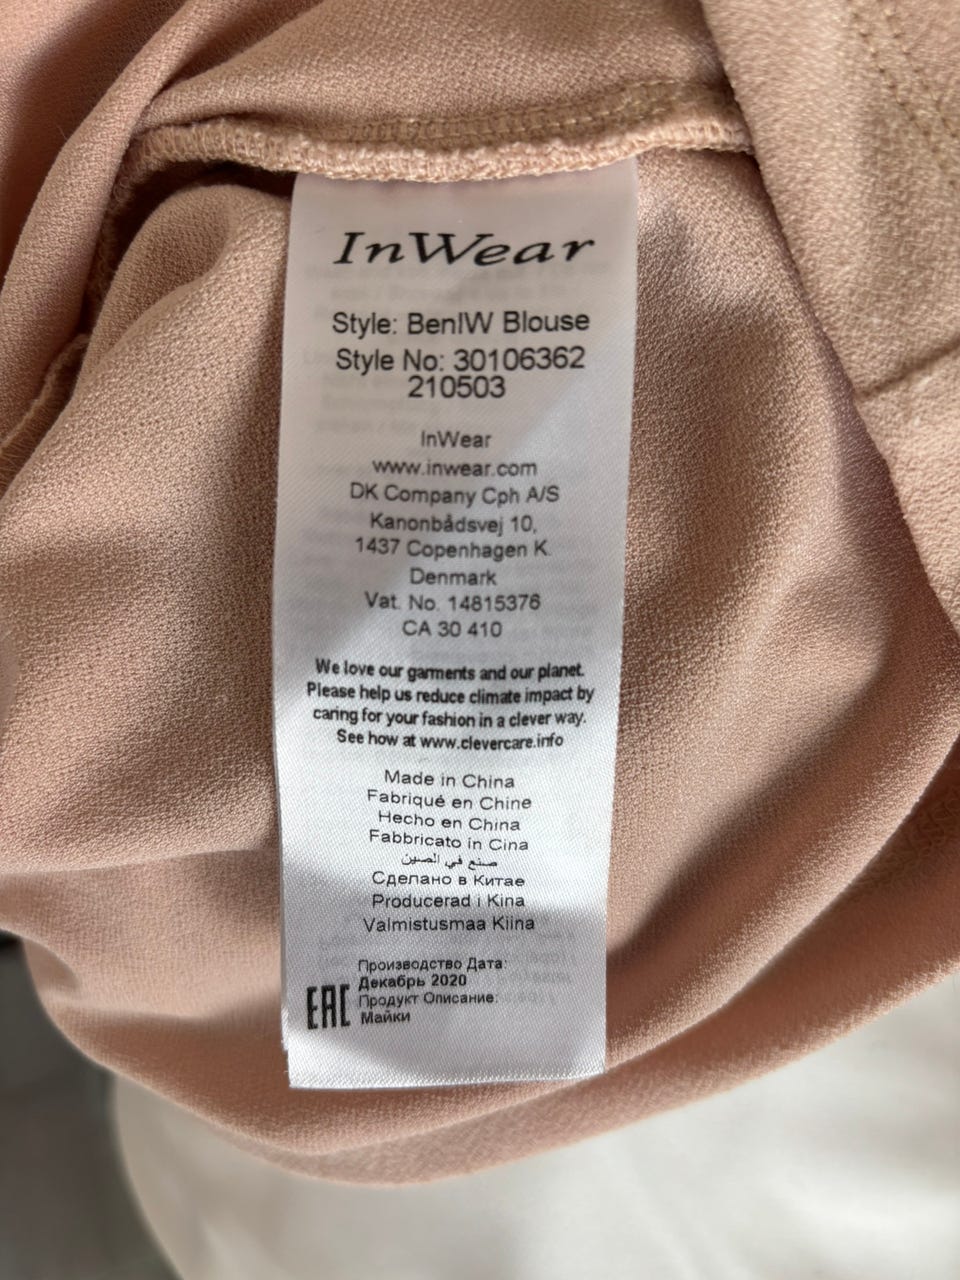 InWear
Style: BenIW Blouse
Style No: 30106362
210503
InWear
www.inwear.com
DK Company Cph A/S
Kanonbådsvej 10,
1437 Copenhagen K.
Denmark
Vat. No. 14815376
CA 30 410
We love our garments and our planet.
Please help us reduce climate impact by
caring for your fashion in a clever way.
See how at www.clevercare.info
Made in China
Fabriqué en Chine
Hecho en China
Fabbricato in Cina
صنع في الصين
Сделано в Китае
Producerad i Kina
Valmistusmaa Kiina
Производство Дата:
Декабрь 2020
Продукт Описание:
Майки
EAC